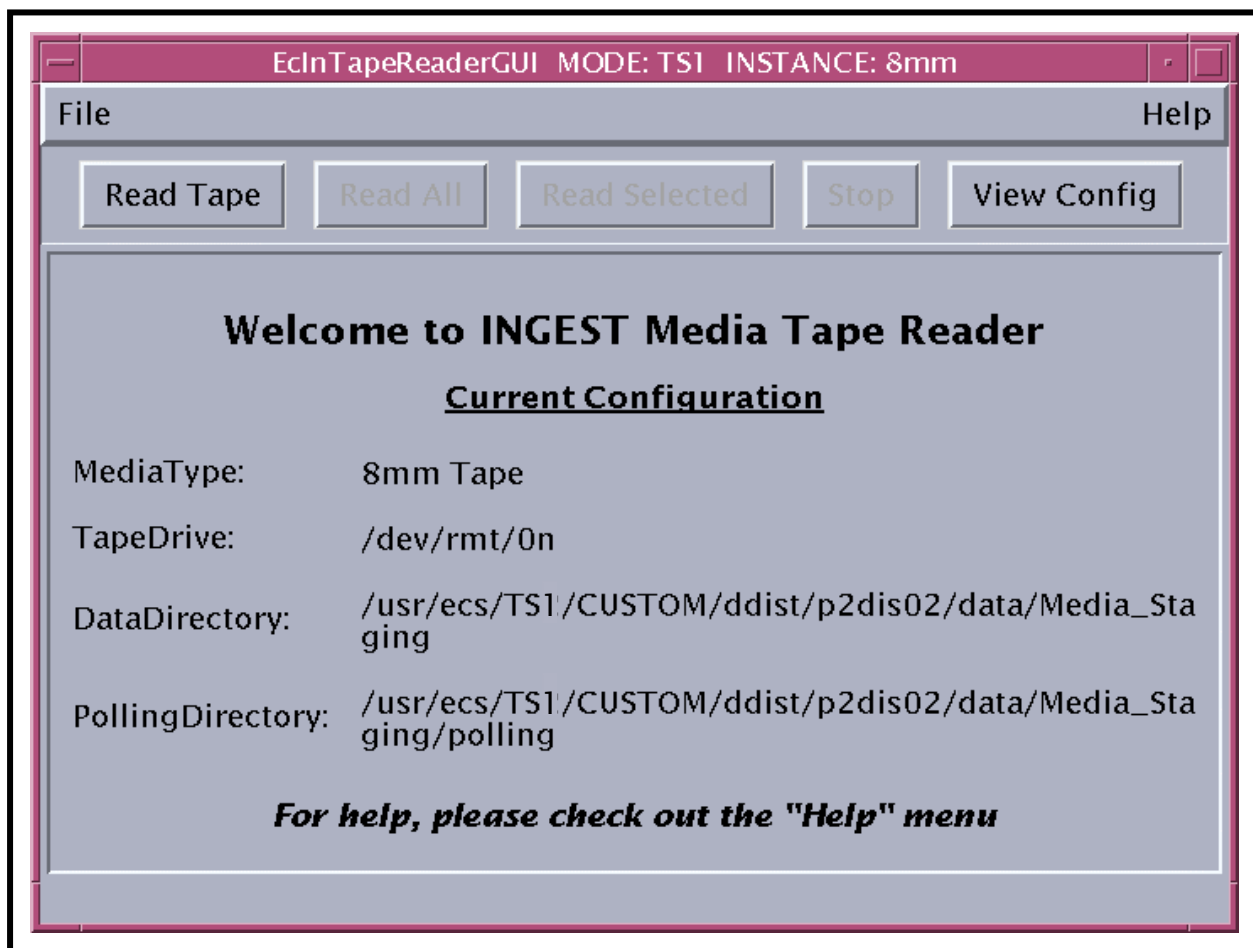 EcInTapeReaderGUI MODE: TS1 INSTANCE: 8mm
File Help
Read Tape Read All Read Selected Stop View Config
Welcome to INGEST Media Tape Reader
Current Configuration
MediaType: 8mm Tape
TapeDrive: /dev/rmt/0n
DataDirectory: /usr/ecs/TS1/CUSTOM/ddist/p2dis02/data/Media_Sta
ging
PollingDirectory: /usr/ecs/TS1/CUSTOM/ddist/p2dis02/data/Media_Sta
ging/polling
For help, please check out the "Help" menu